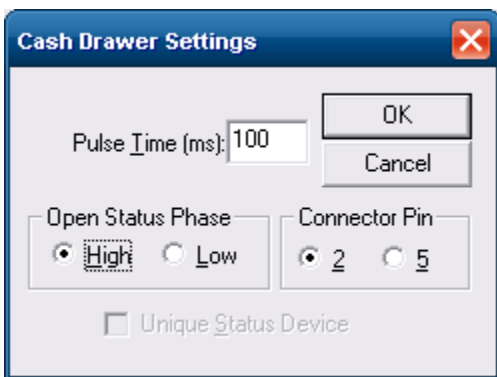 Cash Drawer Settings
Pulse Time (ms): 100
OK
Cancel
Open Status Phase
High Low
Connector Pin
2 5
Unique Status Device